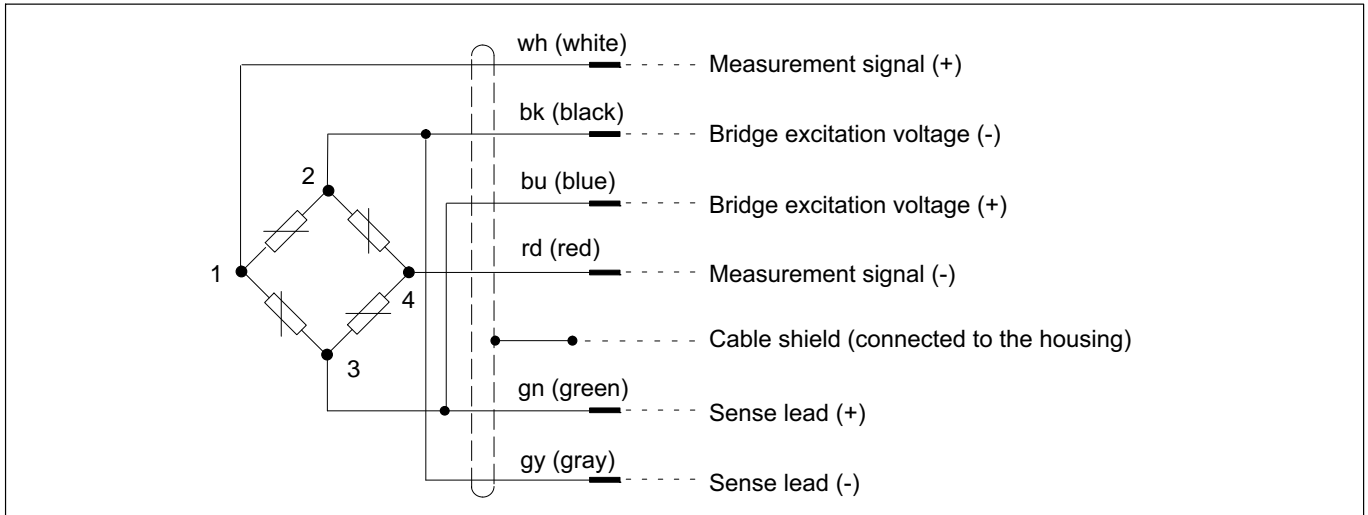 wh (white)
Measurement signal (+)
bk (black)
Bridge excitation voltage (-)
2
bu (blue)
Bridge excitation voltage (+)
rd (red)
1
4
Measurement signal (-)
Cable shield (connected to the housing)
3
gn (green)
Sense lead (+)
gy (gray)
Sense lead (-)